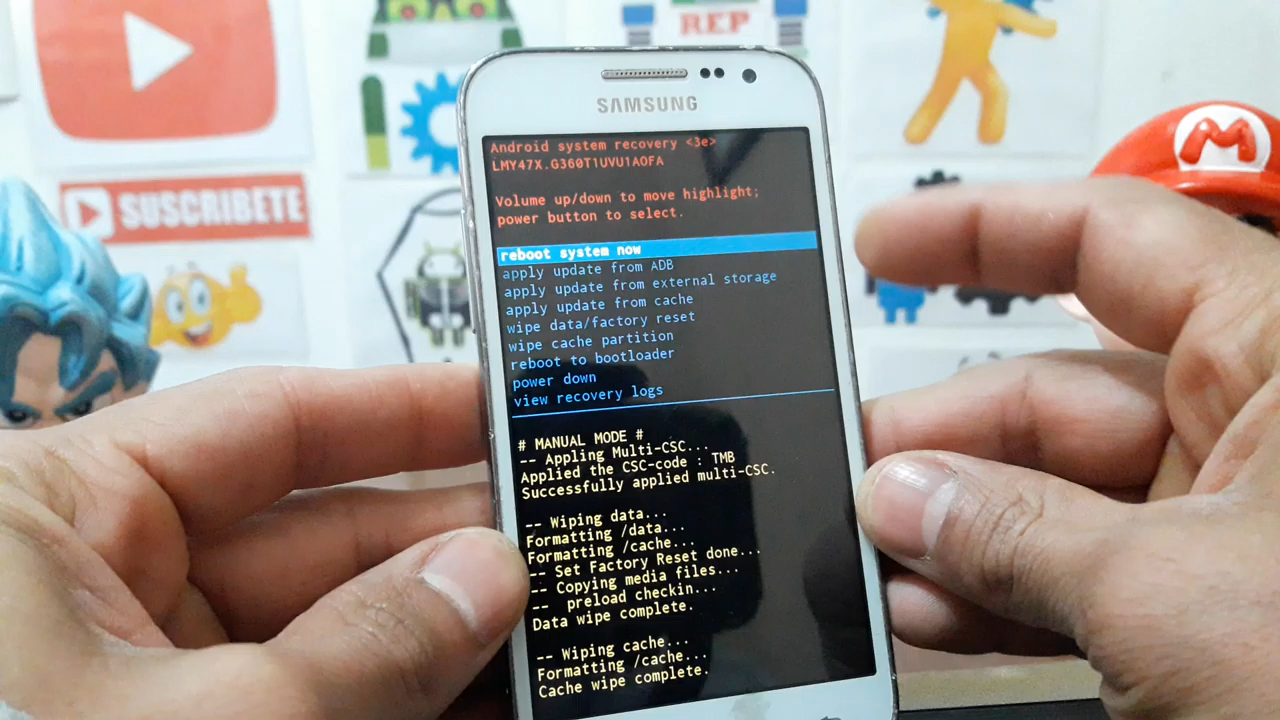 REP
SAMSUNG
SUSCRIBETE
M
Android system recovery <3e>
LMY47X.G360T1UVU1AOFA
Volume up/down to move highlight;
power button to select.
reboot system now
apply update from ADB
apply update from external storage
apply update from cache
wipe data/factory reset
wipe cache partition
reboot to bootloader
power down
view recovery logs
# MANUAL MODE #
-- Appling Multi-CSC...
Applied the CSC-code : TMB
Successfully applied multi-CSC.
-- Wiping data...
Formatting /data...
Formatting /cache...
-- Set Factory Reset done...
-- Copying media files...
-- preload checkin...
Data wipe complete.
-- Wiping cache...
Formatting /cache...
Cache wipe complete.